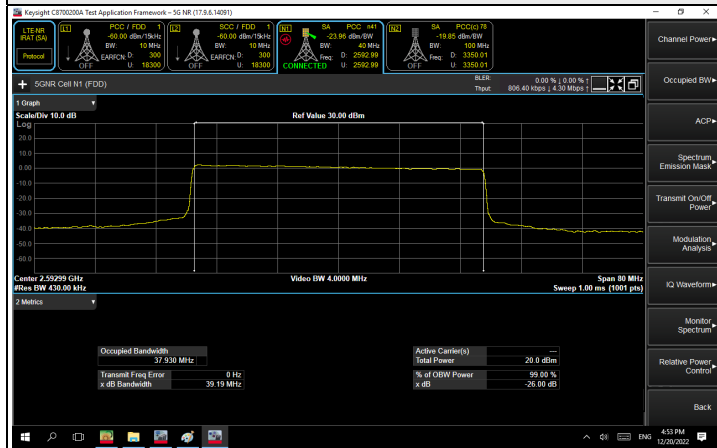 Keysight C8700200A Test Application Framework – 5G NR (17.9.6.14091)
LTE-NR IRAT (SA)
Protocol
L1 PCC / FDD 1
-60.00 dBm/15kHz
BW: 10 MHz
EARFCN: D: 300
OFF U: 18300
L2 SCC / FDD 1
-60.00 dBm/15kHz
BW: 10 MHz
EARFCN: D: 300
OFF U: 18300
N1 SA PCC n41
-23.96 dBm/BW
BW: 40 MHz
Freq: D: 2592.99
CONNECTED U: 2592.99
N2 SA PCC(c) 78
-19.85 dBm/BW
BW: 100 MHz
Freq: D: 3350.01
OFF U: 3350.01
+ 5GNR Cell N1 (FDD)
BLER: 0.00 % ↓ 0.00 % ↑
Thput: 806.40 kbps ↓ 4.30 Mbps ↑
1 Graph
Scale/Div 10.0 dB
Ref Value 30.00 dBm
Log
20.0
10.0
0.00
-10.0
-20.0
-30.0
-40.0
-50.0
-60.0
Center 2.59299 GHz
Video BW 4.0000 MHz
Span 80 MHz
#Res BW 430.00 kHz
Sweep 1.00 ms (1001 pts)
2 Metrics
Occupied Bandwidth
37.930 MHz
Transmit Freq Error 0 Hz
x dB Bandwidth 39.19 MHz
Active Carrier(s) ---
Total Power 20.0 dBm
% of OBW Power 99.00 %
x dB -26.00 dB
Channel Power
Occupied BW
ACP
Spectrum Emission Mask
Transmit On/Off Power
Modulation Analysis
IQ Waveform
Monitor Spectrum
Relative Power Control
Back
ENG
4:53 PM
12/20/2022